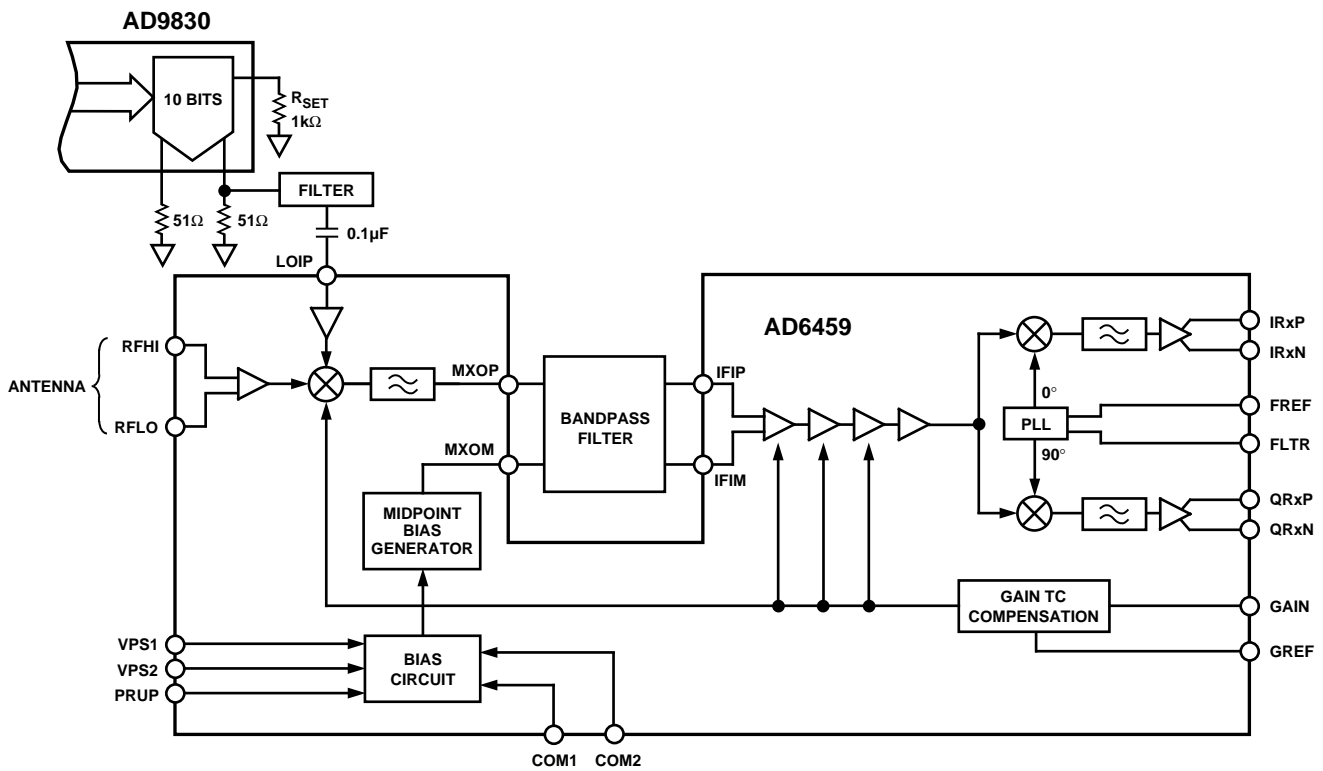 AD9830
10 BITS
RSET
1kΩ
51Ω
51Ω
FILTER
0.1µF
LOIP
AD6459
ANTENNA
RFHI
RFLO
MXOP
MXOM
BANDPASS
FILTER
IFIP
IFIM
0°
PLL
90°
IRxP
IRxN
FREF
FLTR
QRxP
QRxN
MIDPOINT
BIAS
GENERATOR
GAIN TC
COMPENSATION
GAIN
GREF
VPS1
VPS2
PRUP
BIAS
CIRCUIT
COM1
COM2